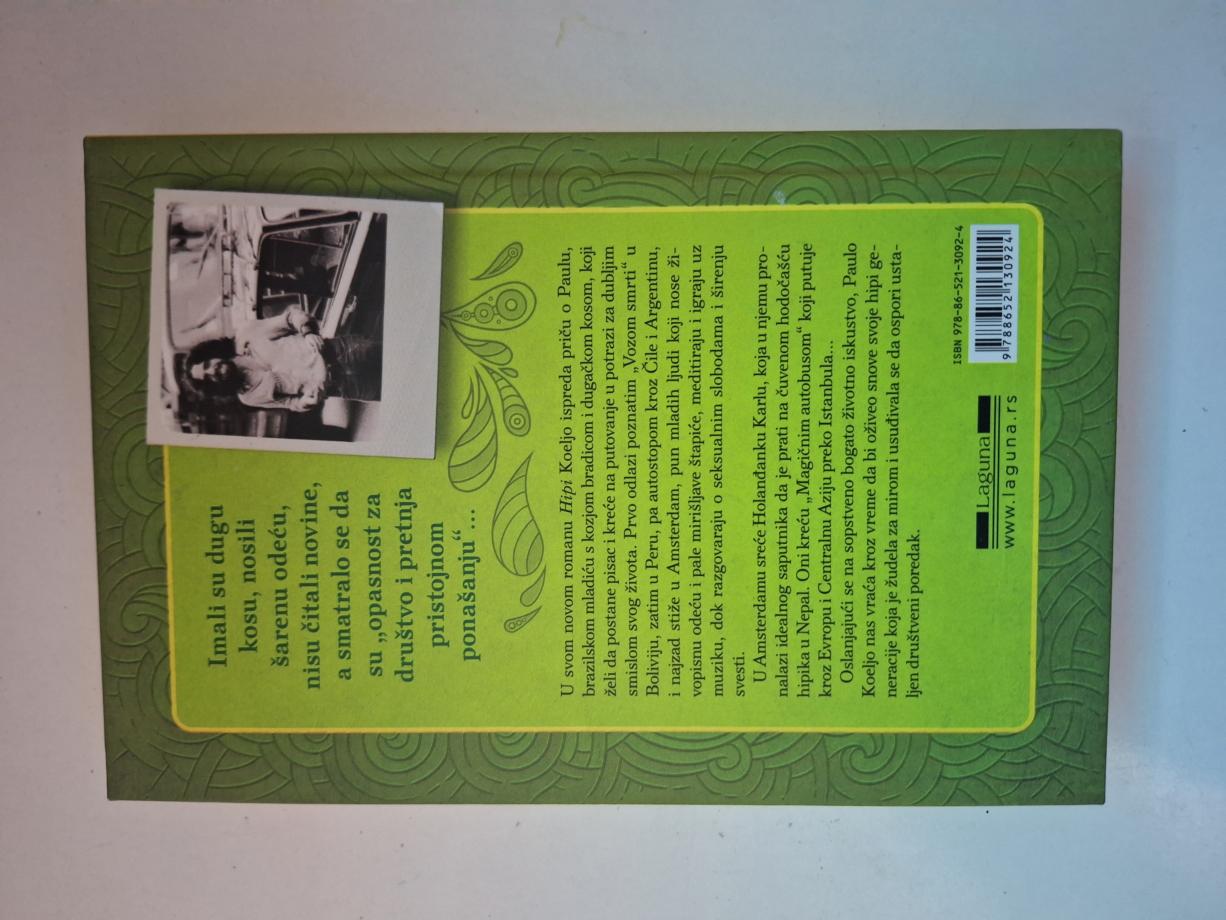 Imali su dugu
kosu, nosili
šarenu odeću,
nisu čitali novine,
a smatralo se da
su „opasnost za
društvo i pretnja
pristojnom
ponašanju“...
U svom novom romanu Hipi Koeljo ispreda priču o Paulu,
brazilskom mladiću s kozjom bradicom i dugačkom kosom, koji
želi da postane pisac i kreće na putovanje u potrazi za dubljim
smislom svog života. Prvo odlazi poznatim „Vozom smrti“ u
Boliviju, zatim u Peru, pa autostopom kroz Čile i Argentinu,
i najzad stiže u Amsterdam, pun mladih ljudi koji nose ži-
vopisnu odeću i pale mirišljave štapiće, meditiraju i igraju uz
muziku, dok razgovaraju o seksualnim slobodama i širenju
svesti.
U Amsterdamu sreće Holanđanku Karlu, koja u njemu pro-
nalazi idealnog saputnika da je prati na čuvenom hodočašću
hipika u Nepal. Oni kreću „Magičnim autobusom“ koji putuje
kroz Evropu i Centralnu Aziju preko Istanbula...
Oslanjajući se na sopstveno bogato životno iskustvo, Paulo
Koeljo nas vraća kroz vreme da bi oživeo snove svoje hipi ge-
neracije koja je žudela za mirom i usuđivala se da ospori usta-
ljen društveni poredak.
Laguna
www.laguna.rs
ISBN 978-86-521-3092-4
9 788652 130924